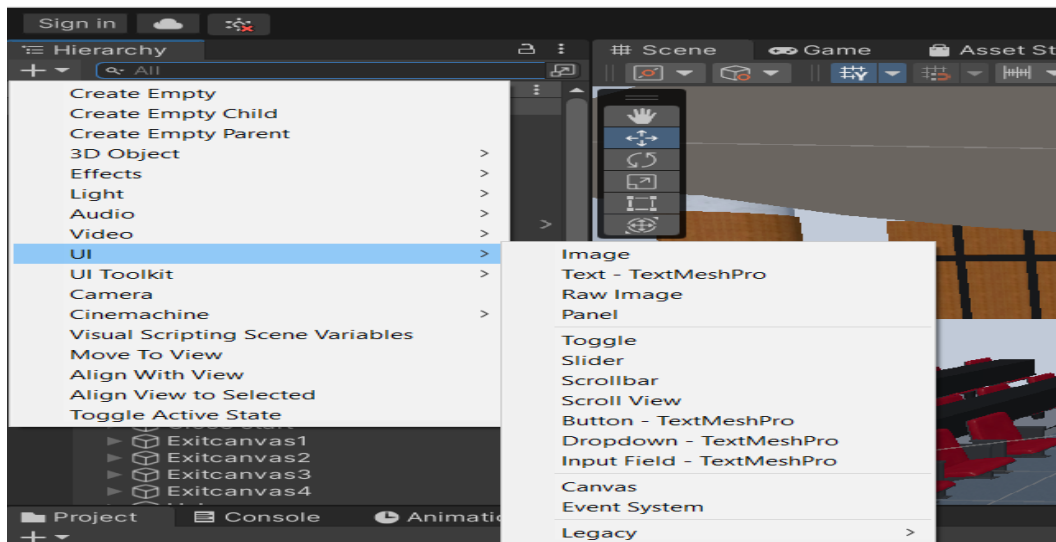 Sign in
Hierarchy
Scene
Game
Asset St
All
Create Empty
Create Empty Child
Create Empty Parent
3D Object >
Effects >
Light >
Audio >
Video >
UI >
UI Toolkit >
Camera
Cinemachine >
Visual Scripting Scene Variables
Move To View
Align With View
Align View to Selected
Toggle Active State
Image
Text - TextMeshPro
Raw Image
Panel
Toggle
Slider
Scrollbar
Scroll View
Button - TextMeshPro
Dropdown - TextMeshPro
Input Field - TextMeshPro
Canvas
Event System
Legacy >
Exitcanvas1
Exitcanvas2
Exitcanvas3
Exitcanvas4
Project
Console
Animati